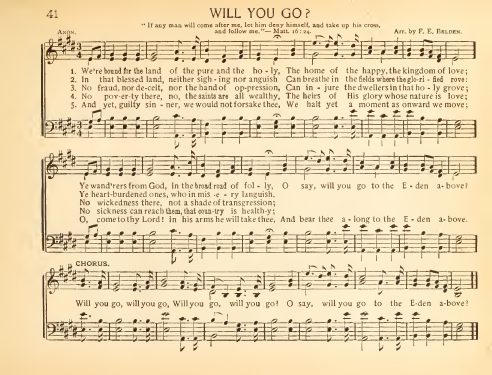 41
WILL YOU GO?
"If any man will come after me, let him deny himself, and take up his cross,
and follow me."—Matt. 16:24.
Anon.
Arr. by F. E. Belden.
1. We're bound for the land of the pure and the ho-ly, The home of the happy, the kingdom of love;
2. In that blessed land, neither sigh-ing nor anguish Can breathe in the fields where the glo-ri-fied rove:
3. No fraud, nor de-ceit, nor the hand of op-pression, Can in-jure the dwellers in that ho-ly grove;
4. No pov-er-ty there, no, the saints are all wealthy, The heirs of His glory whose nature is love;
5. And yet, guilty sin-ner, we would not forsake thee, We halt yet a moment as onward we move;
Ye wand'rers from God, in the broad road of fol-ly, O say, will you go to the E-den a-bove?
Ye heart-burdened ones, who in mis-e-ry languish,
No wickedness there, not a shade of transgression;
No sickness can reach them, that coun-try is health-y;
O, come to thy Lord! in his arms he will take thee, And bear thee a-long to the E-den a-bove.
CHORUS.
Will you go, will you go, Will you go, will you go? O say, will you go to the E-den a-bove?